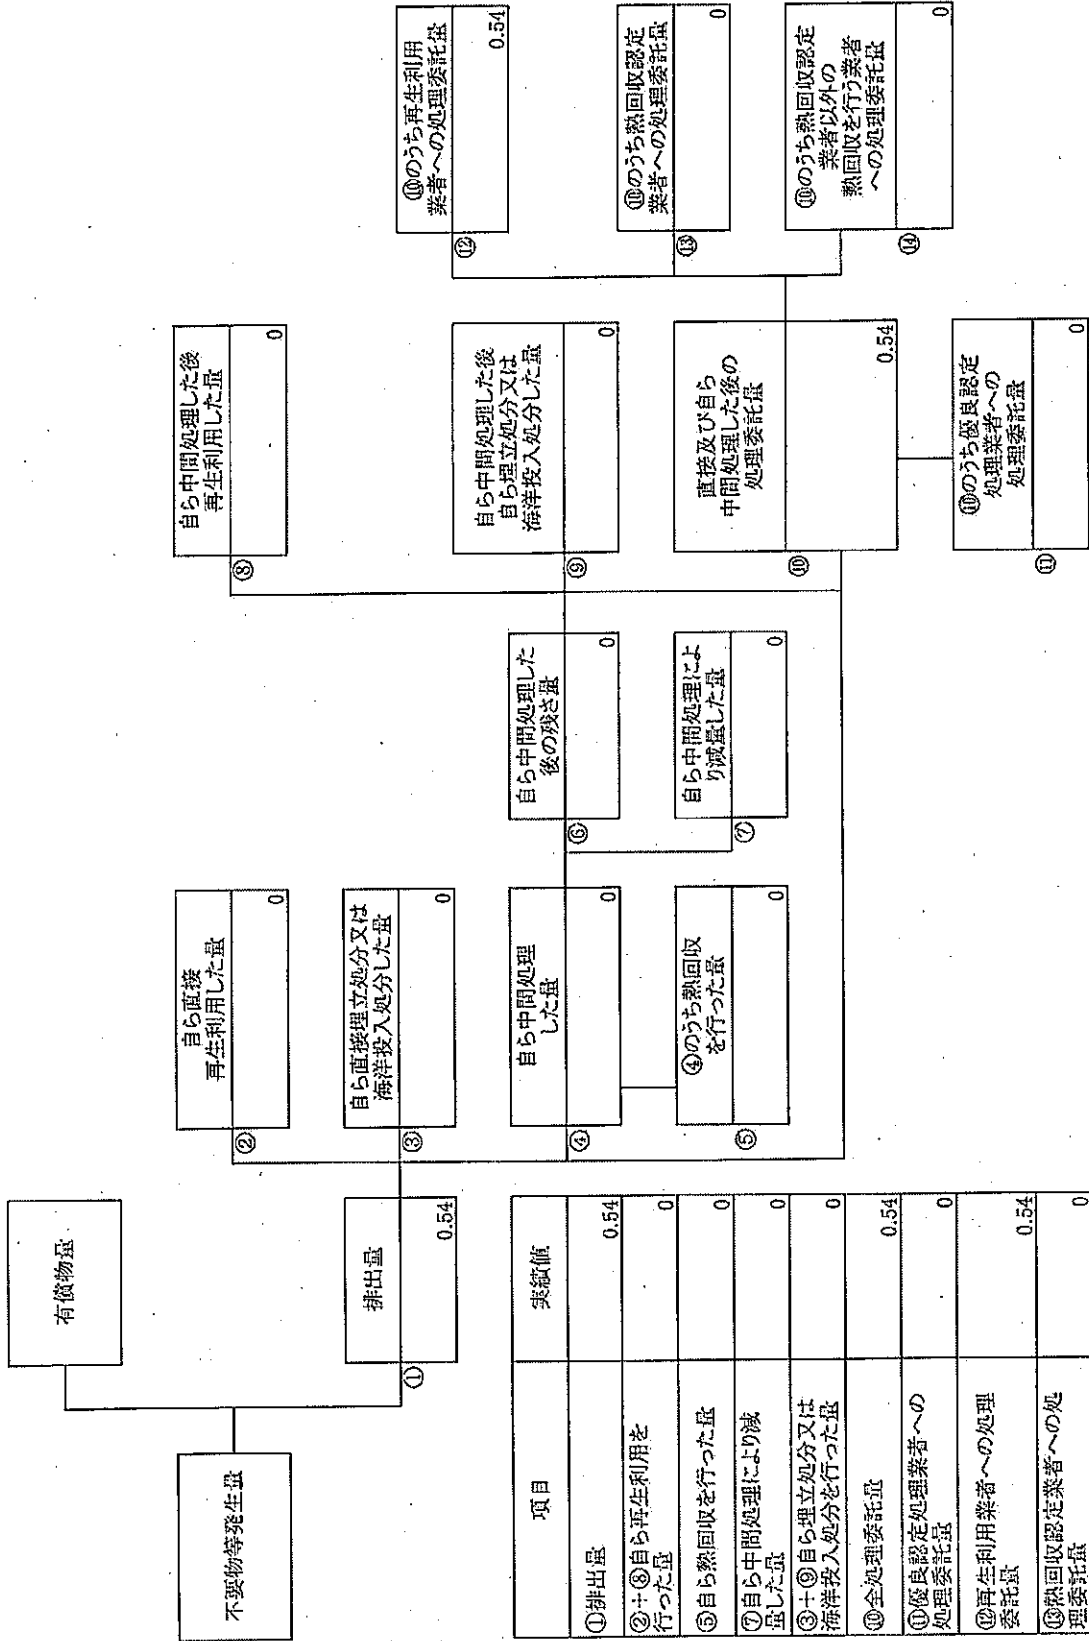 不要物等発生量
有償物量
排出量
①
0.54
自ら直接
再生利用した量
②
0
自ら直接埋立処分又は
海洋投入処分した量
③
0
自ら中間処理
した量
④
0
④のうち熱回収
を行った量
⑤
0
自ら中間処理した
後の残さ量
⑥
0
自ら中間処理によ
り減量した量
⑦
0
自ら中間処理した後
再生利用した量
⑧
0
自ら中間処理した後
自ら埋立処分又は
海洋投入処分した量
⑨
0
直接及び自ら
中間処理した後の
処理委託量
⑩
0.54
⑩のうち優良認定
処理業者への
処理委託量
⑪
0
⑩のうち再生利用
業者への処理委託量
⑫
0.54
⑩のうち熱回収認定
業者への処理委託量
⑬
0
⑩のうち熱回収認定
業者以外の
熱回収を行う業者
への処理委託量
⑭
0
項目 実績値
①排出量 0.54
②+⑧自ら再生利用を
行った量 0
⑤自ら熱回収を行った量 0
⑦自ら中間処理により減
量した量 0
③+⑨自ら埋立処分又は
海洋投入処分を行った量 0
⑩全処理委託量 0.54
⑪優良認定処理業者への
処理委託量 0
⑫再生利用業者への処理
委託量 0.54
⑬熱回収認定業者への処
理委託量 0